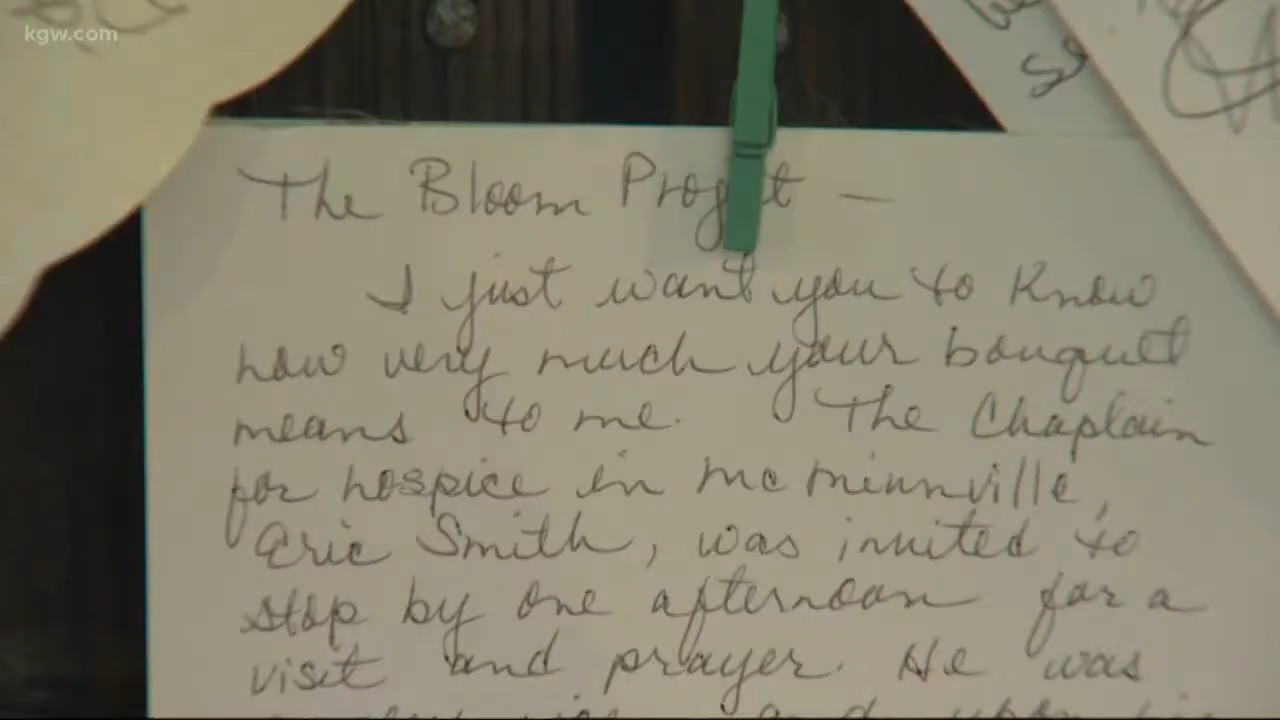 kgw.com
The Bloom Project —
I just want you to know
how very much your bouquet
means to me. The Chaplain
for hospice in McMinnville,
Eric Smith, was invited to
stop by one afternoon for a
visit and prayer. He was
and